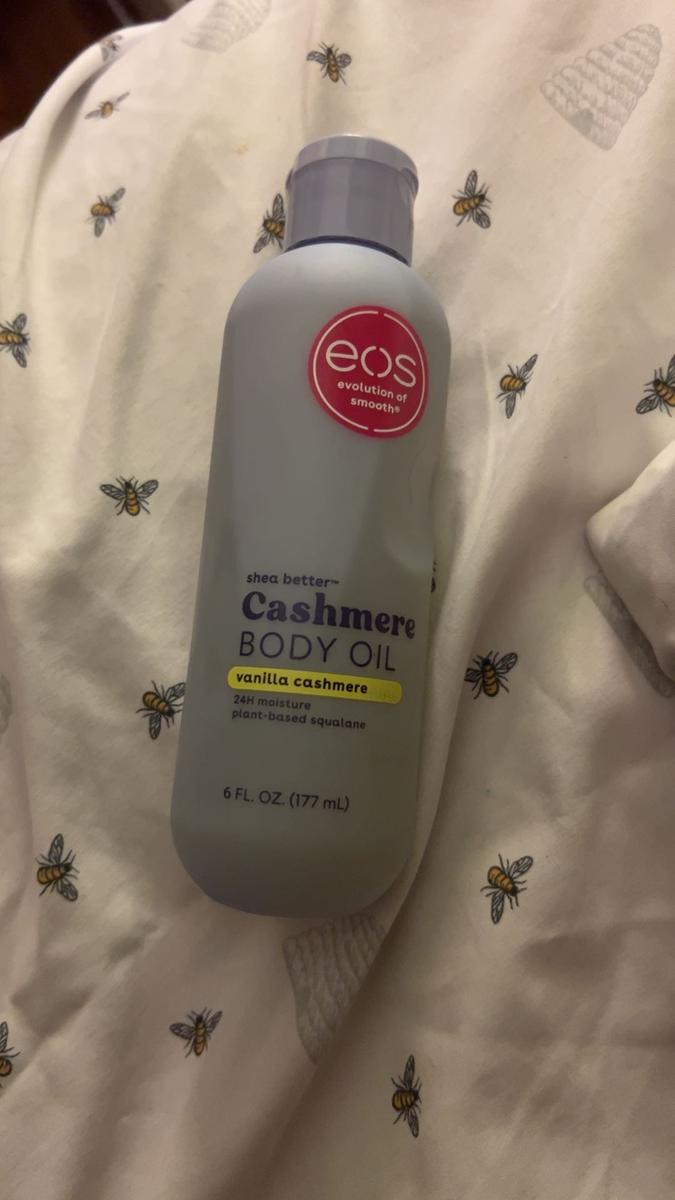 eos
evolution of
smooth®
shea better™
Cashmere
BODY OIL
vanilla cashmere
24H moisture
plant-based squalane
6 FL. OZ. (177 mL)